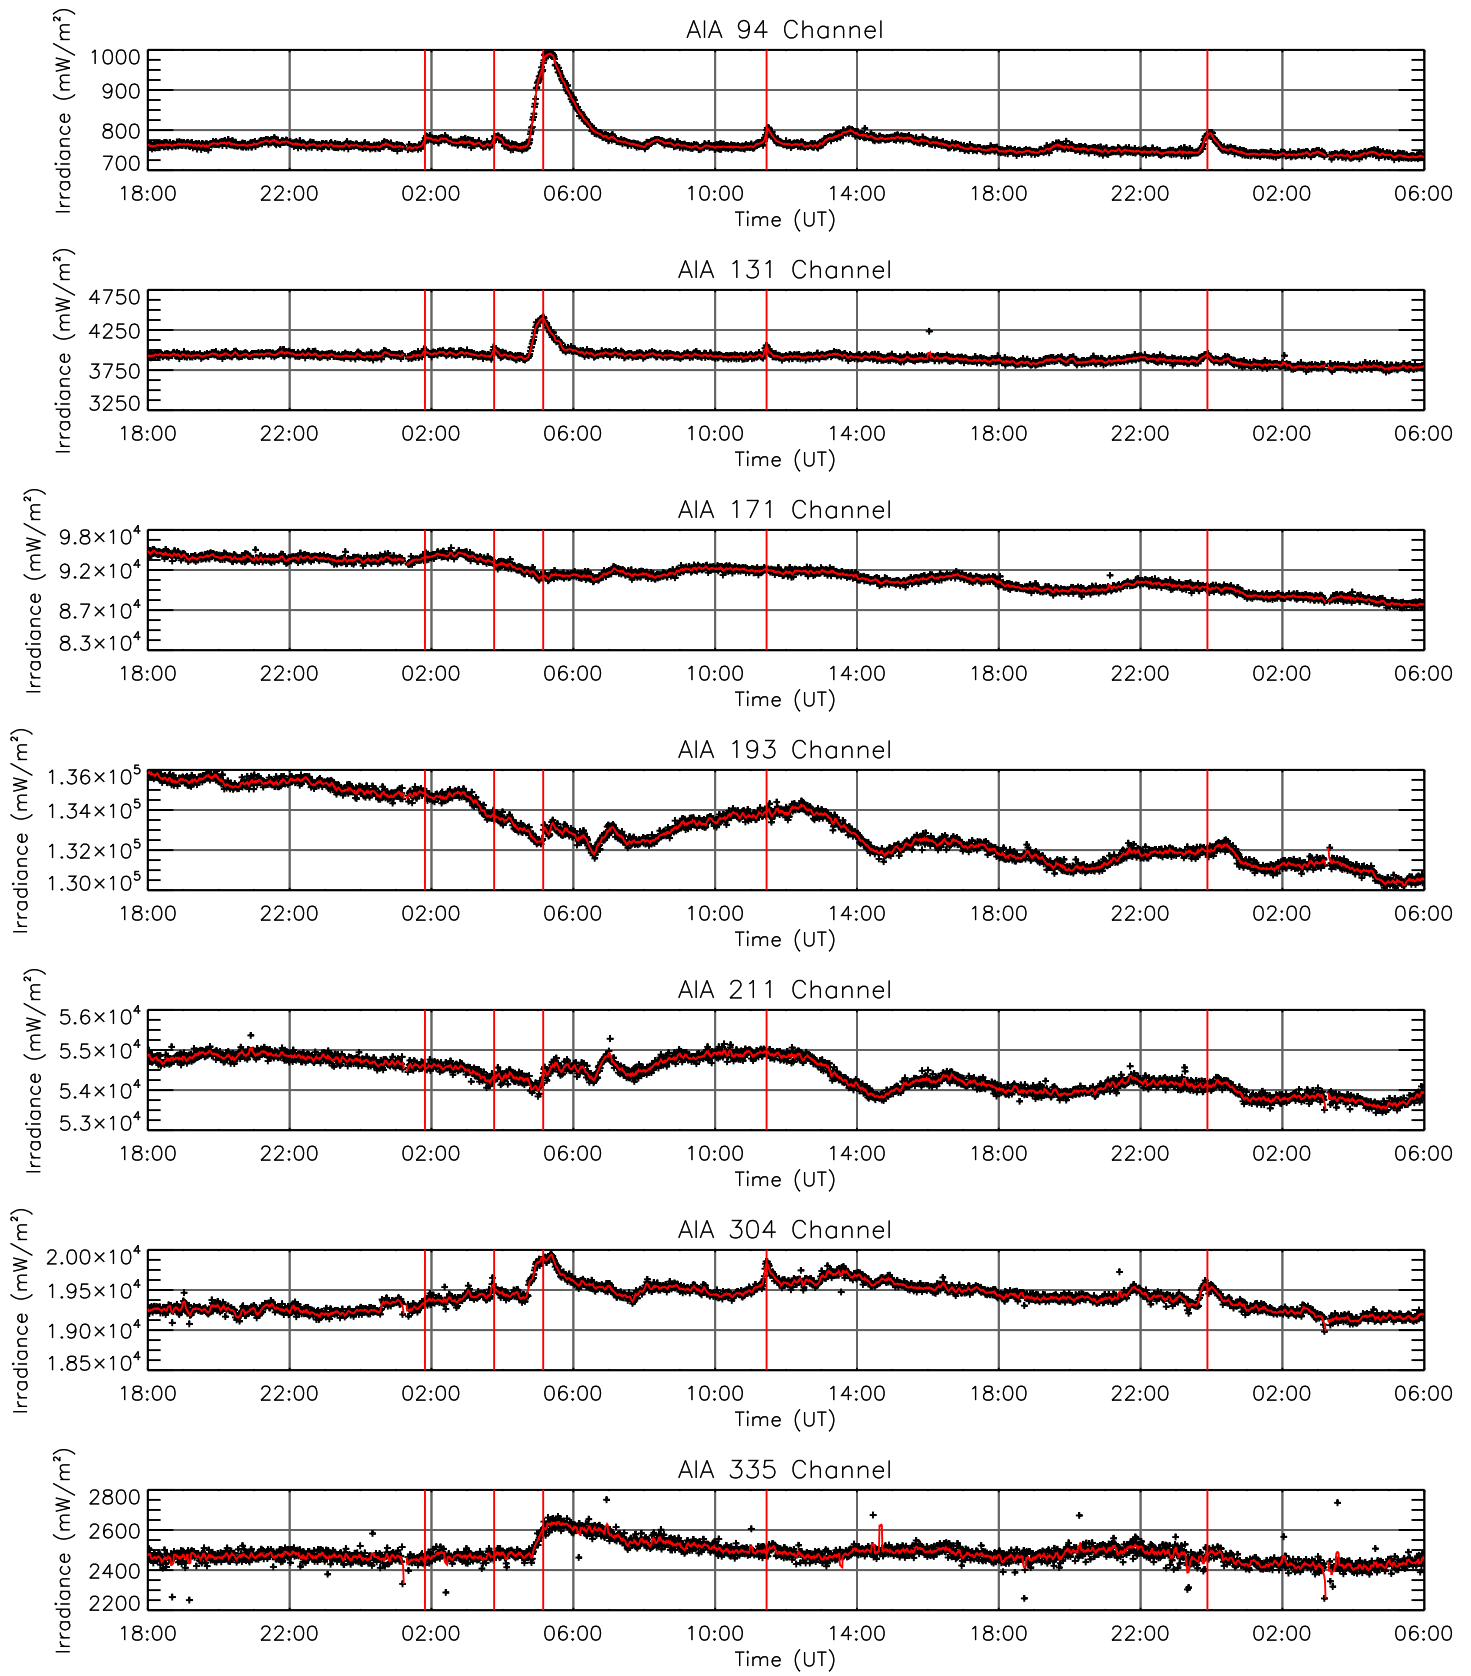 AIA 94 Channel
Irradiance (mW/m²)
1000
900
800
700
18:00 22:00 02:00 06:00 10:00 14:00 18:00 22:00 02:00 06:00
Time (UT)
AIA 131 Channel
Irradiance (mW/m²)
4750
4250
3750
3250
18:00 22:00 02:00 06:00 10:00 14:00 18:00 22:00 02:00 06:00
Time (UT)
AIA 171 Channel
Irradiance (mW/m²)
9.8×10⁴
9.2×10⁴
8.7×10⁴
8.3×10⁴
18:00 22:00 02:00 06:00 10:00 14:00 18:00 22:00 02:00 06:00
Time (UT)
AIA 193 Channel
Irradiance (mW/m²)
1.36×10⁵
1.34×10⁵
1.32×10⁵
1.30×10⁵
18:00 22:00 02:00 06:00 10:00 14:00 18:00 22:00 02:00 06:00
Time (UT)
AIA 211 Channel
Irradiance (mW/m²)
5.6×10⁴
5.5×10⁴
5.4×10⁴
5.3×10⁴
18:00 22:00 02:00 06:00 10:00 14:00 18:00 22:00 02:00 06:00
Time (UT)
AIA 304 Channel
Irradiance (mW/m²)
2.00×10⁴
1.95×10⁴
1.90×10⁴
1.85×10⁴
18:00 22:00 02:00 06:00 10:00 14:00 18:00 22:00 02:00 06:00
Time (UT)
AIA 335 Channel
Irradiance (mW/m²)
2800
2600
2400
2200
18:00 22:00 02:00 06:00 10:00 14:00 18:00 22:00 02:00 06:00
Time (UT)